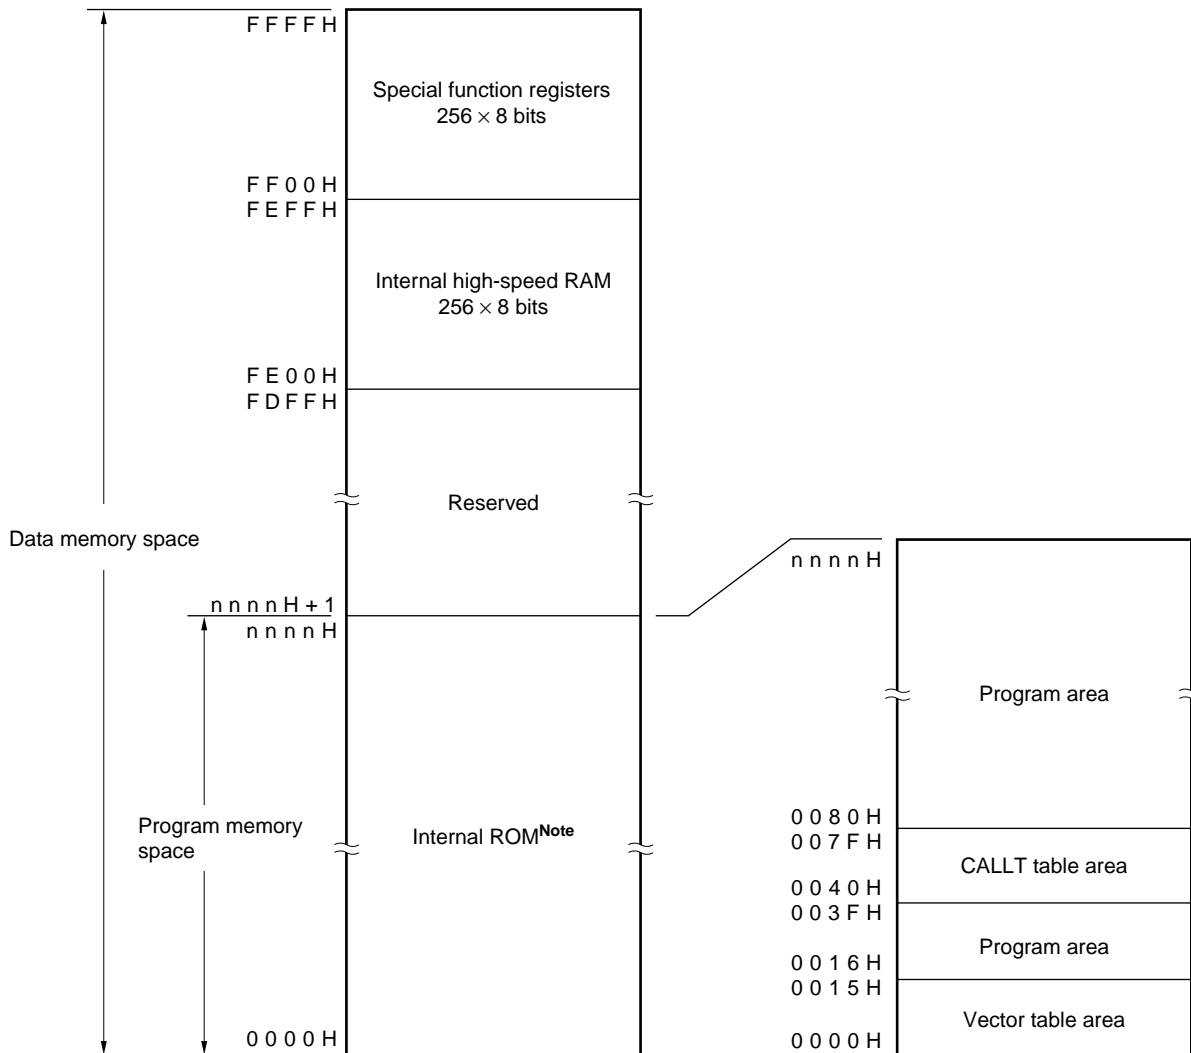 FFFFH
Special function registers
256 × 8 bits
FF00H
FEFFH
Internal high-speed RAM
256 × 8 bits
FE00H
FDFFH
Reserved
Data memory space
nnnnH
nnnnH + 1
nnnnH
Program area
Program memory
space
Internal ROMNote
0080H
007FH
CALLT table area
0040H
003FH
Program area
0016H
0015H
Vector table area
0000H
0000H